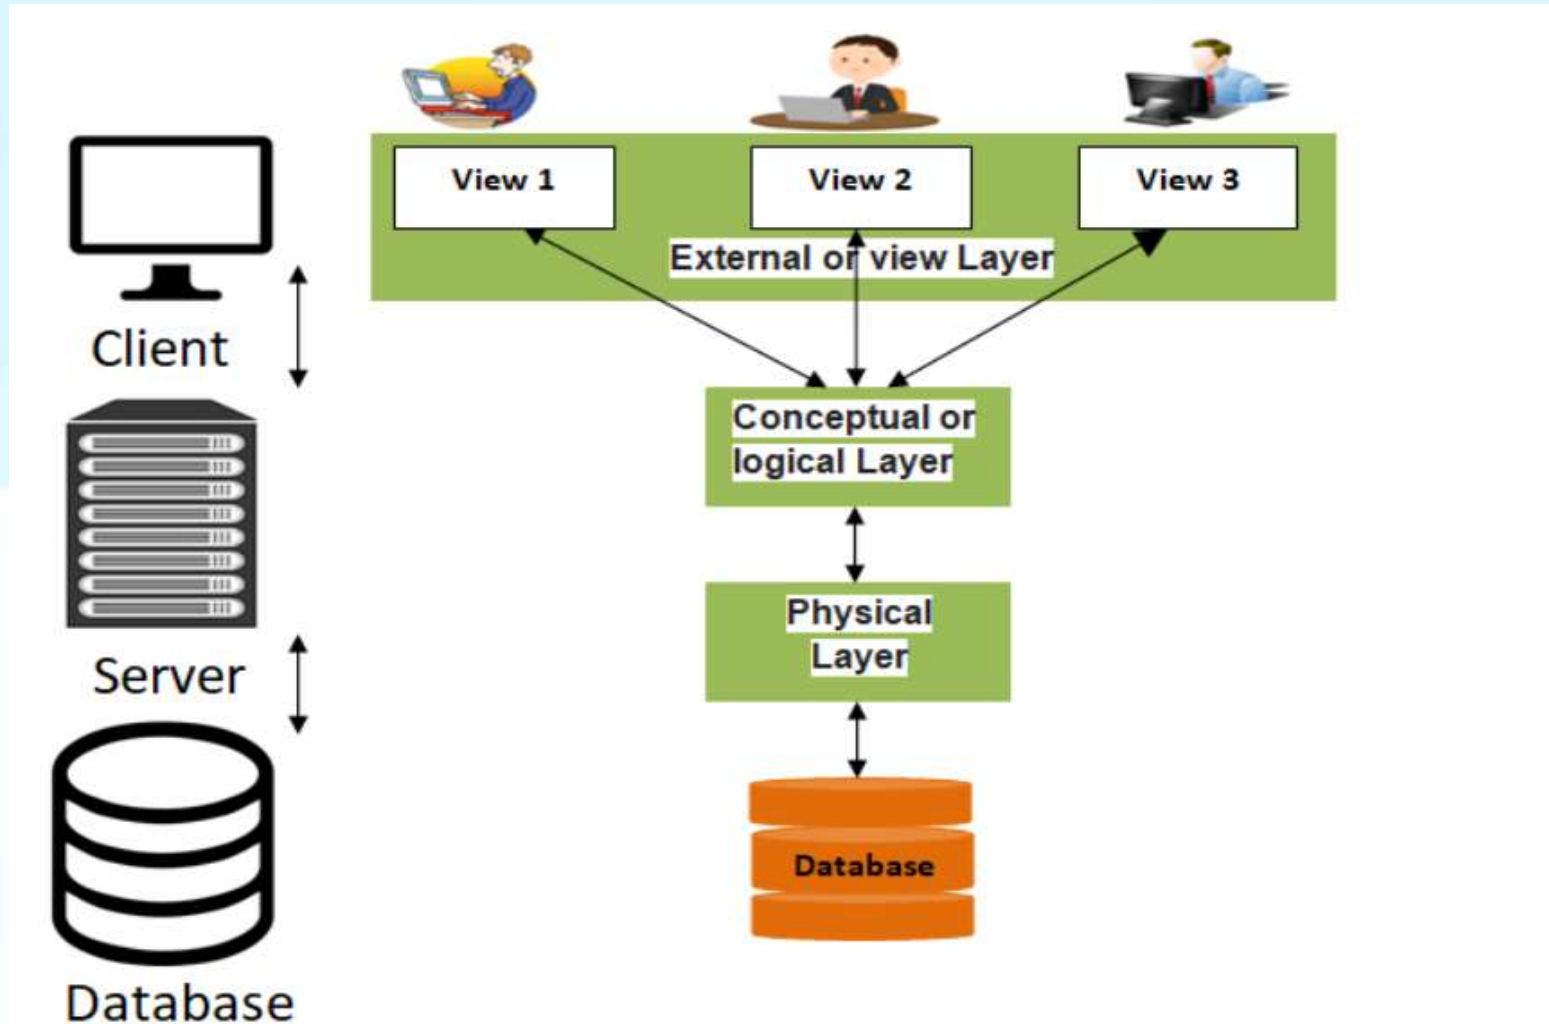 View 1
View 2
View 3
External or view Layer
Client
Conceptual or
logical Layer
Physical
Layer
Server
Database
Database